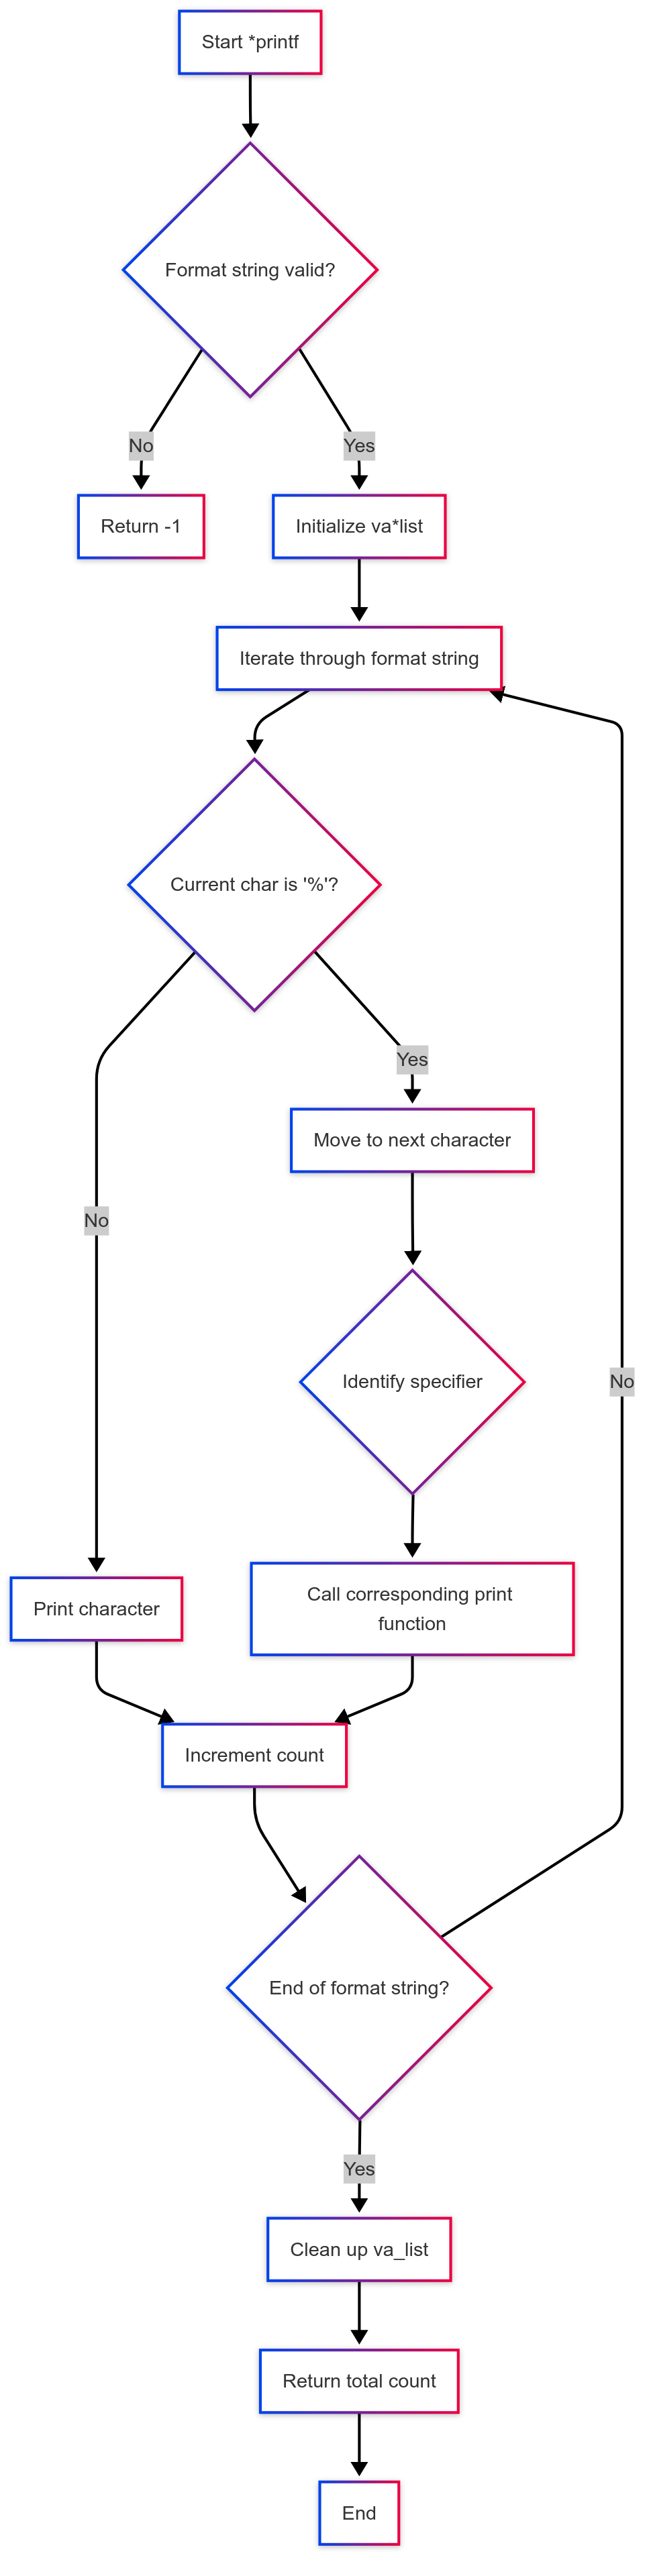 Start *printf
Format string valid?
No
Yes
Return -1
Initialize va*list
Iterate through format string
Current char is '%'?
Yes
Move to next character
No
Identify specifier
No
Call corresponding print
function
Print character
Increment count
End of format string?
Yes
Clean up va_list
Return total count
End